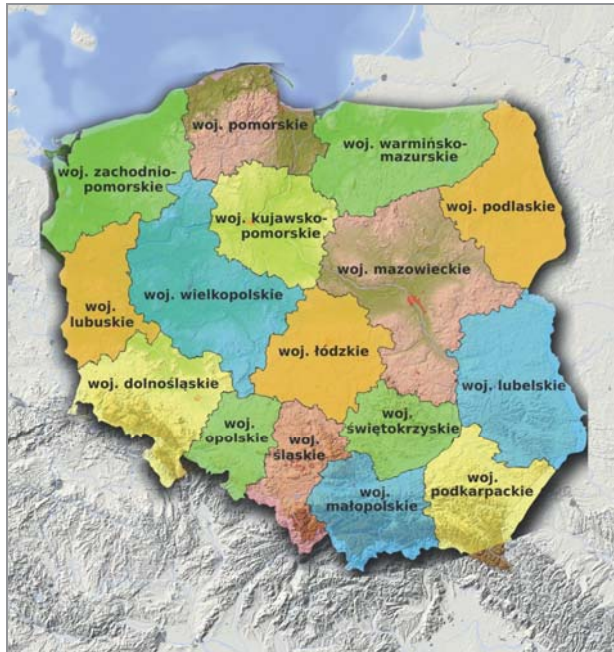 woj. pomorskie
woj. warmińsko-
mazurskie
woj. zachodnio-
pomorskie
woj. podlaskie
woj. kujawsko-
pomorskie
woj. mazowieckie
woj. wielkopolskie
woj.
lubuskie
woj. łódzkie
woj. dolnośląskie
woj. lubelskie
woj.
opolskie
woj.
śląskie
woj.
świętokrzyskie
woj.
małopolskie
woj.
podkarpackie